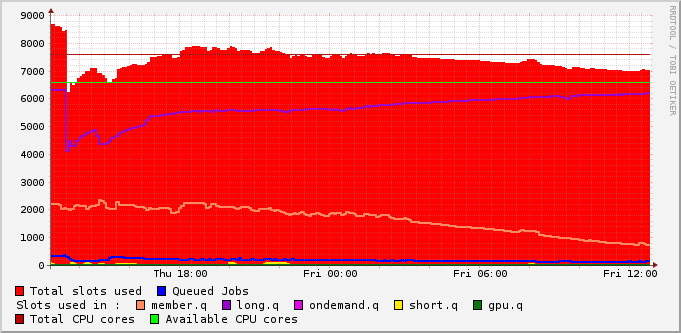 RRDTOOL / TOBI OETIKER
9000
8000
7000
6000
5000
4000
3000
2000
1000
0
Thu 18:00 Fri 00:00 Fri 06:00 Fri 12:00
Total slots used Queued Jobs
Slots used in : member.q long.q ondemand.q short.q gpu.q
Total CPU cores Available CPU cores